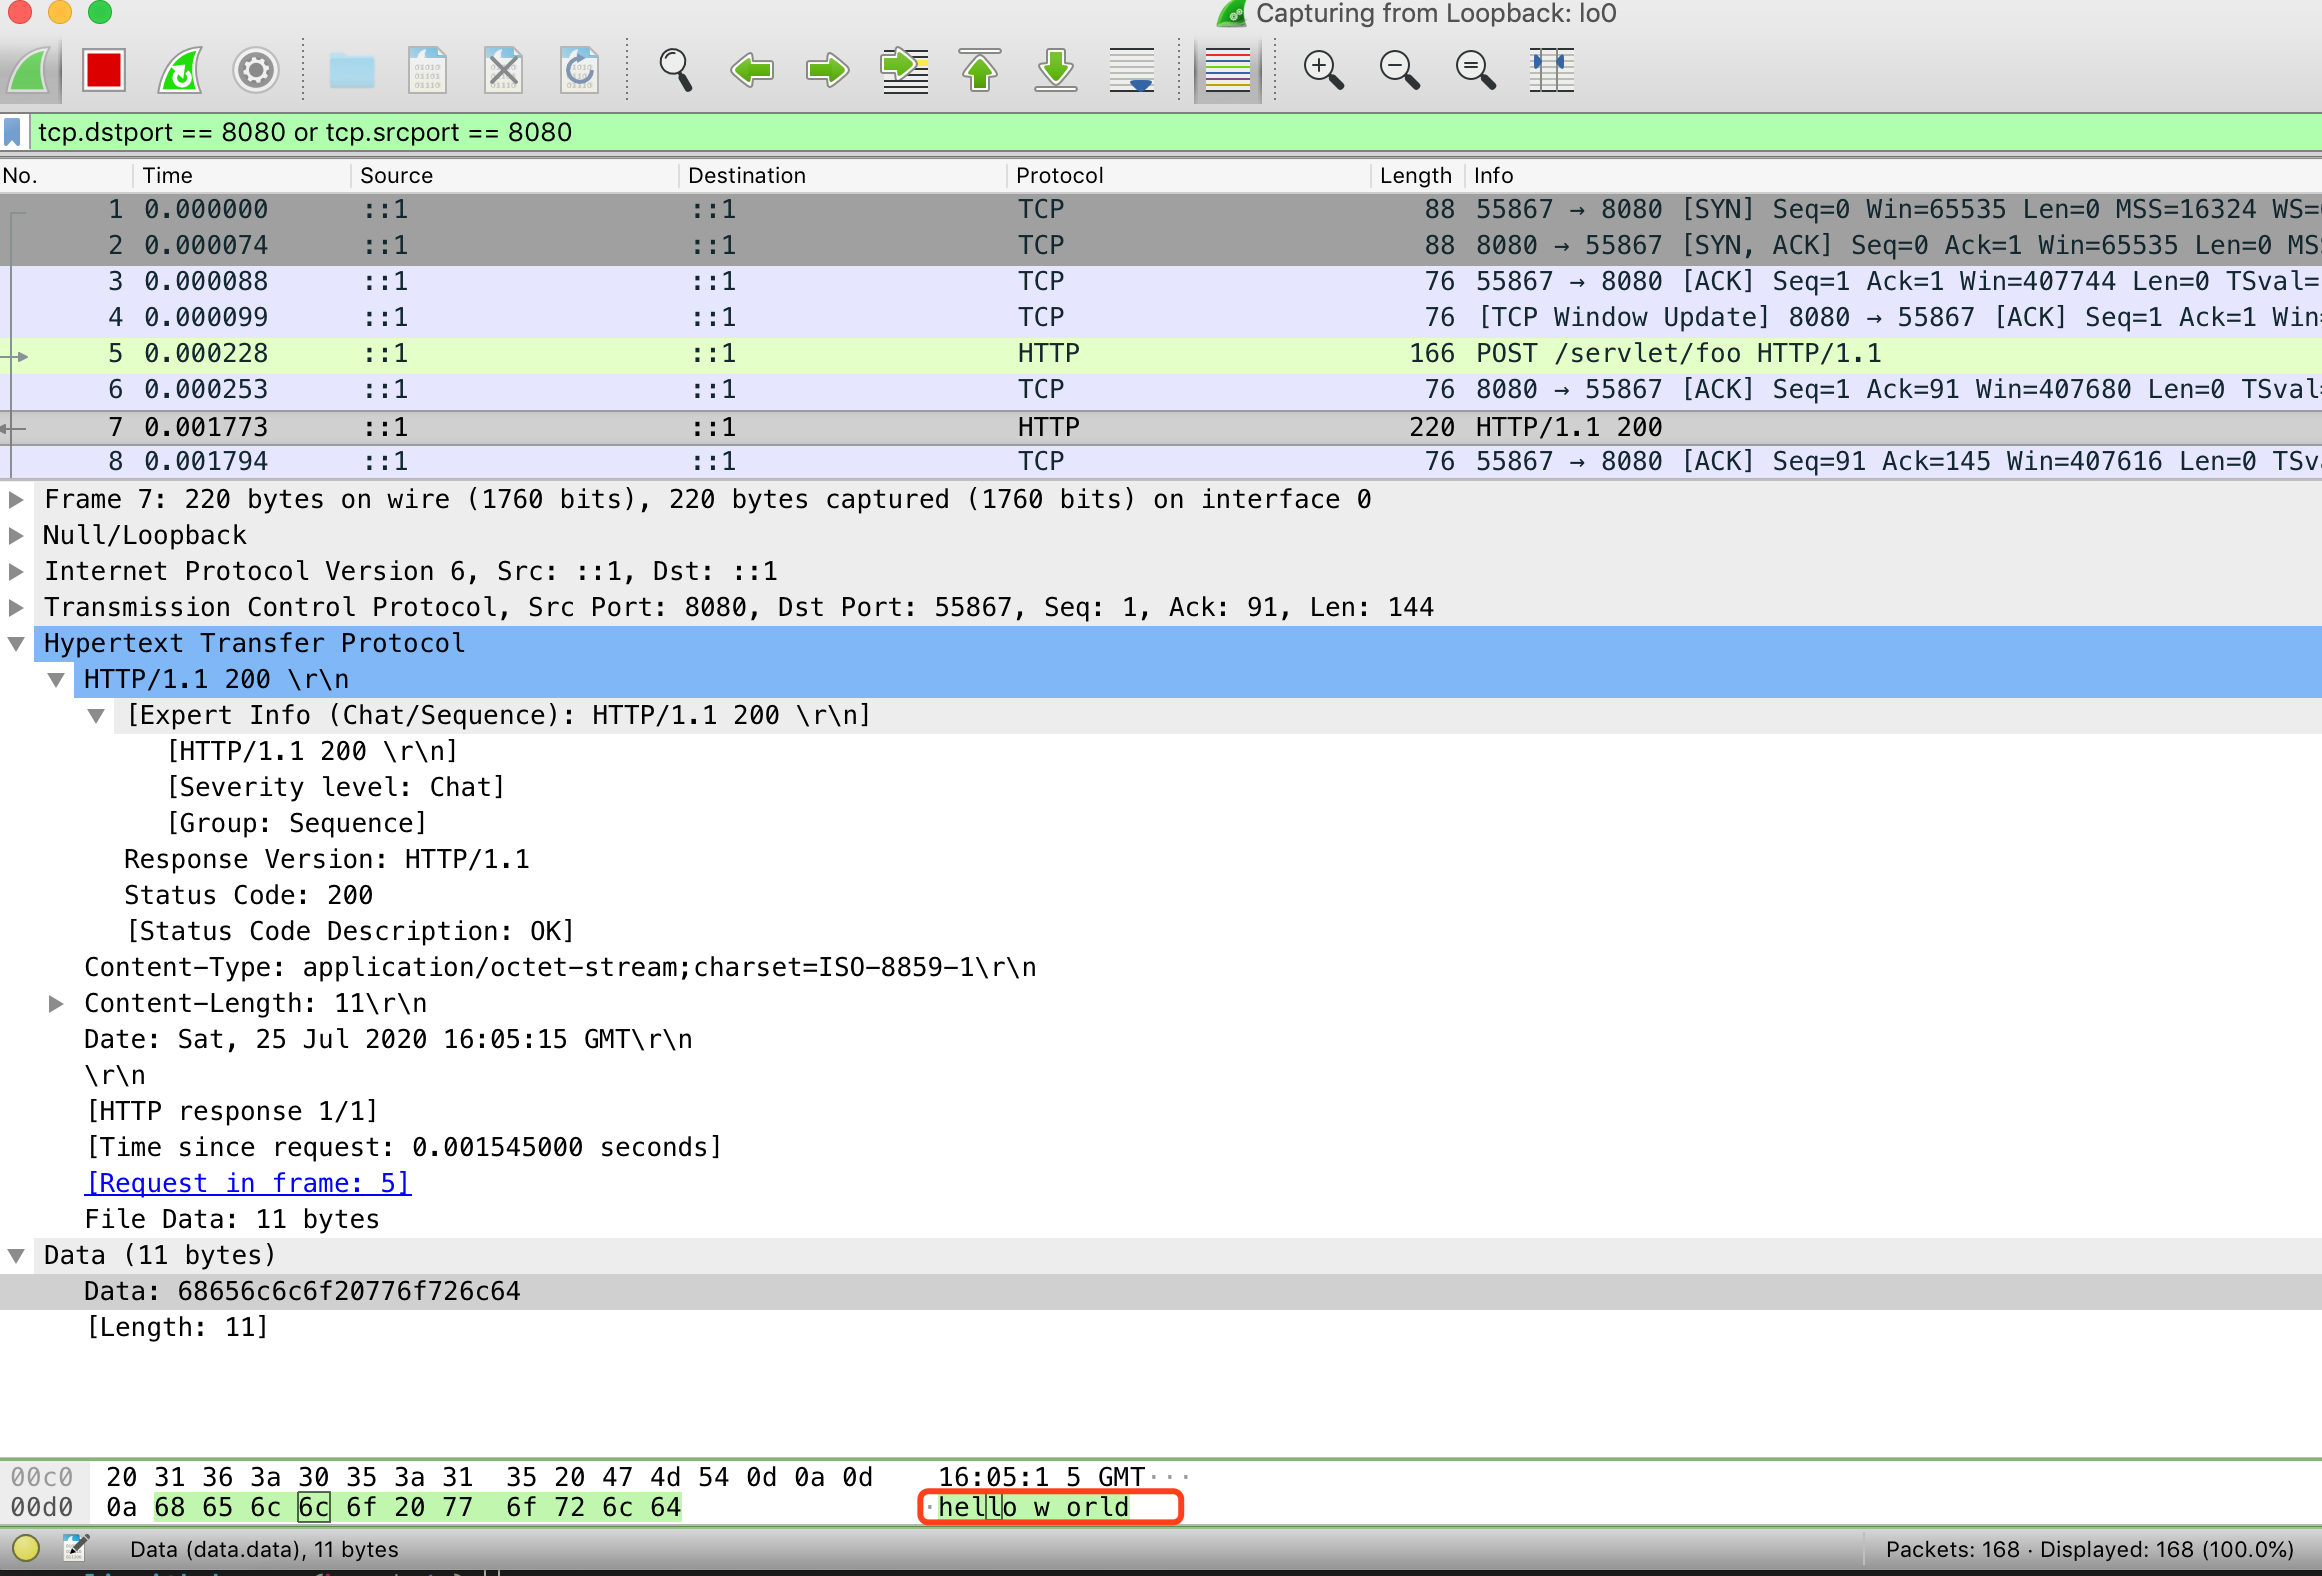 Capturing from Loopback: lo0
tcp.dstport == 8080 or tcp.srcport == 8080
No. Time Source Destination Protocol Length Info
1 0.000000 ::1 ::1 TCP 88 55867 → 8080 [SYN] Seq=0 Win=65535 Len=0 MSS=16324 WS=
2 0.000074 ::1 ::1 TCP 88 8080 → 55867 [SYN, ACK] Seq=0 Ack=1 Win=65535 Len=0 MS
3 0.000088 ::1 ::1 TCP 76 55867 → 8080 [ACK] Seq=1 Ack=1 Win=407744 Len=0 TSval=
4 0.000099 ::1 ::1 TCP 76 [TCP Window Update] 8080 → 55867 [ACK] Seq=1 Ack=1 Win
5 0.000228 ::1 ::1 HTTP 166 POST /servlet/foo HTTP/1.1
6 0.000253 ::1 ::1 TCP 76 8080 → 55867 [ACK] Seq=1 Ack=91 Win=407680 Len=0 TSval
7 0.001773 ::1 ::1 HTTP 220 HTTP/1.1 200
8 0.001794 ::1 ::1 TCP 76 55867 → 8080 [ACK] Seq=91 Ack=145 Win=407616 Len=0 TSv
Frame 7: 220 bytes on wire (1760 bits), 220 bytes captured (1760 bits) on interface 0
Null/Loopback
Internet Protocol Version 6, Src: ::1, Dst: ::1
Transmission Control Protocol, Src Port: 8080, Dst Port: 55867, Seq: 1, Ack: 91, Len: 144
Hypertext Transfer Protocol
HTTP/1.1 200 \r\n
[Expert Info (Chat/Sequence): HTTP/1.1 200 \r\n]
[HTTP/1.1 200 \r\n]
[Severity level: Chat]
[Group: Sequence]
Response Version: HTTP/1.1
Status Code: 200
[Status Code Description: OK]
Content-Type: application/octet-stream;charset=ISO-8859-1\r\n
Content-Length: 11\r\n
Date: Sat, 25 Jul 2020 16:05:15 GMT\r\n
\r\n
[HTTP response 1/1]
[Time since request: 0.001545000 seconds]
[Request in frame: 5]
File Data: 11 bytes
Data (11 bytes)
Data: 68656c6c6f20776f726c64
[Length: 11]
00c0 20 31 36 3a 30 35 3a 31 35 20 47 4d 54 0d 0a 0d 16:05:1 5 GMT···
00d0 0a 68 65 6c 6c 6f 20 77 6f 72 6c 64 ·hello w orld
Data (data.data), 11 bytes Packets: 168 · Displayed: 168 (100.0%)